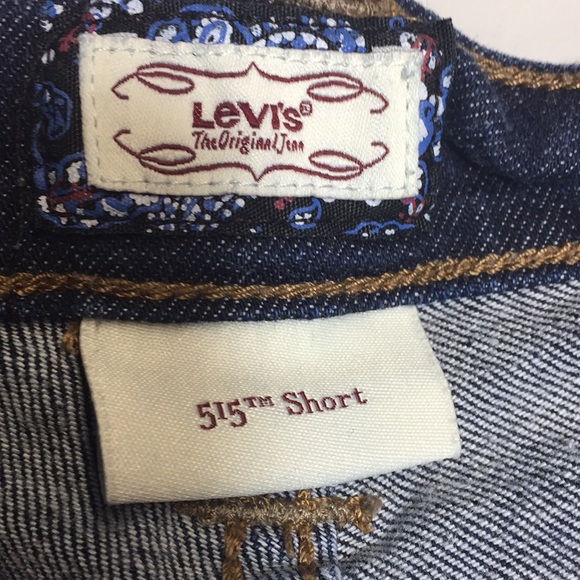 Levi's®
The Original Jean
515™ Short